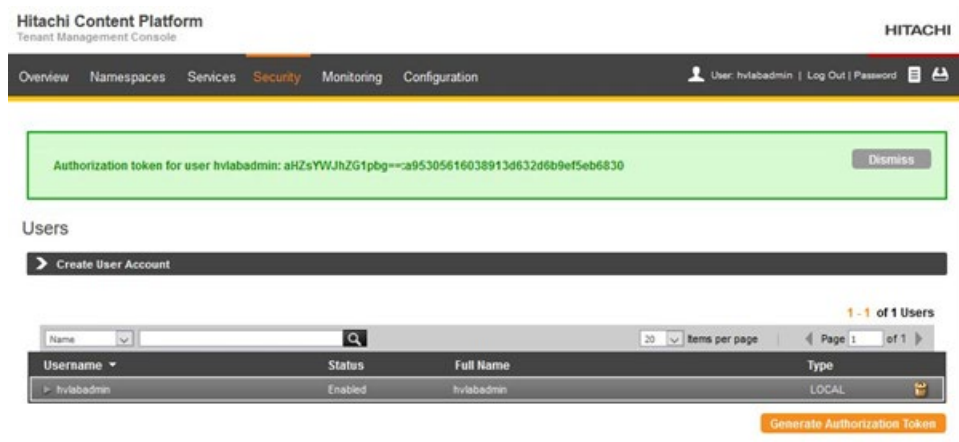 Hitachi Content Platform
Tenant Management Console
HITACHI
Overview Namespaces Services Security Monitoring Configuration User: hvlabadmin | Log Out | Password
Authorization token for user hvlabadmin: aHZsYWJhZG1pbg==:a95305616038913d632d6b9ef5eb6830 Dismiss
Users
Create User Account
1 - 1 of 1 Users
Name 20 Items per page Page 1 of 1
Username Status Full Name Type
hvlabadmin Enabled hvlabadmin LOCAL
Generate Authorization Token